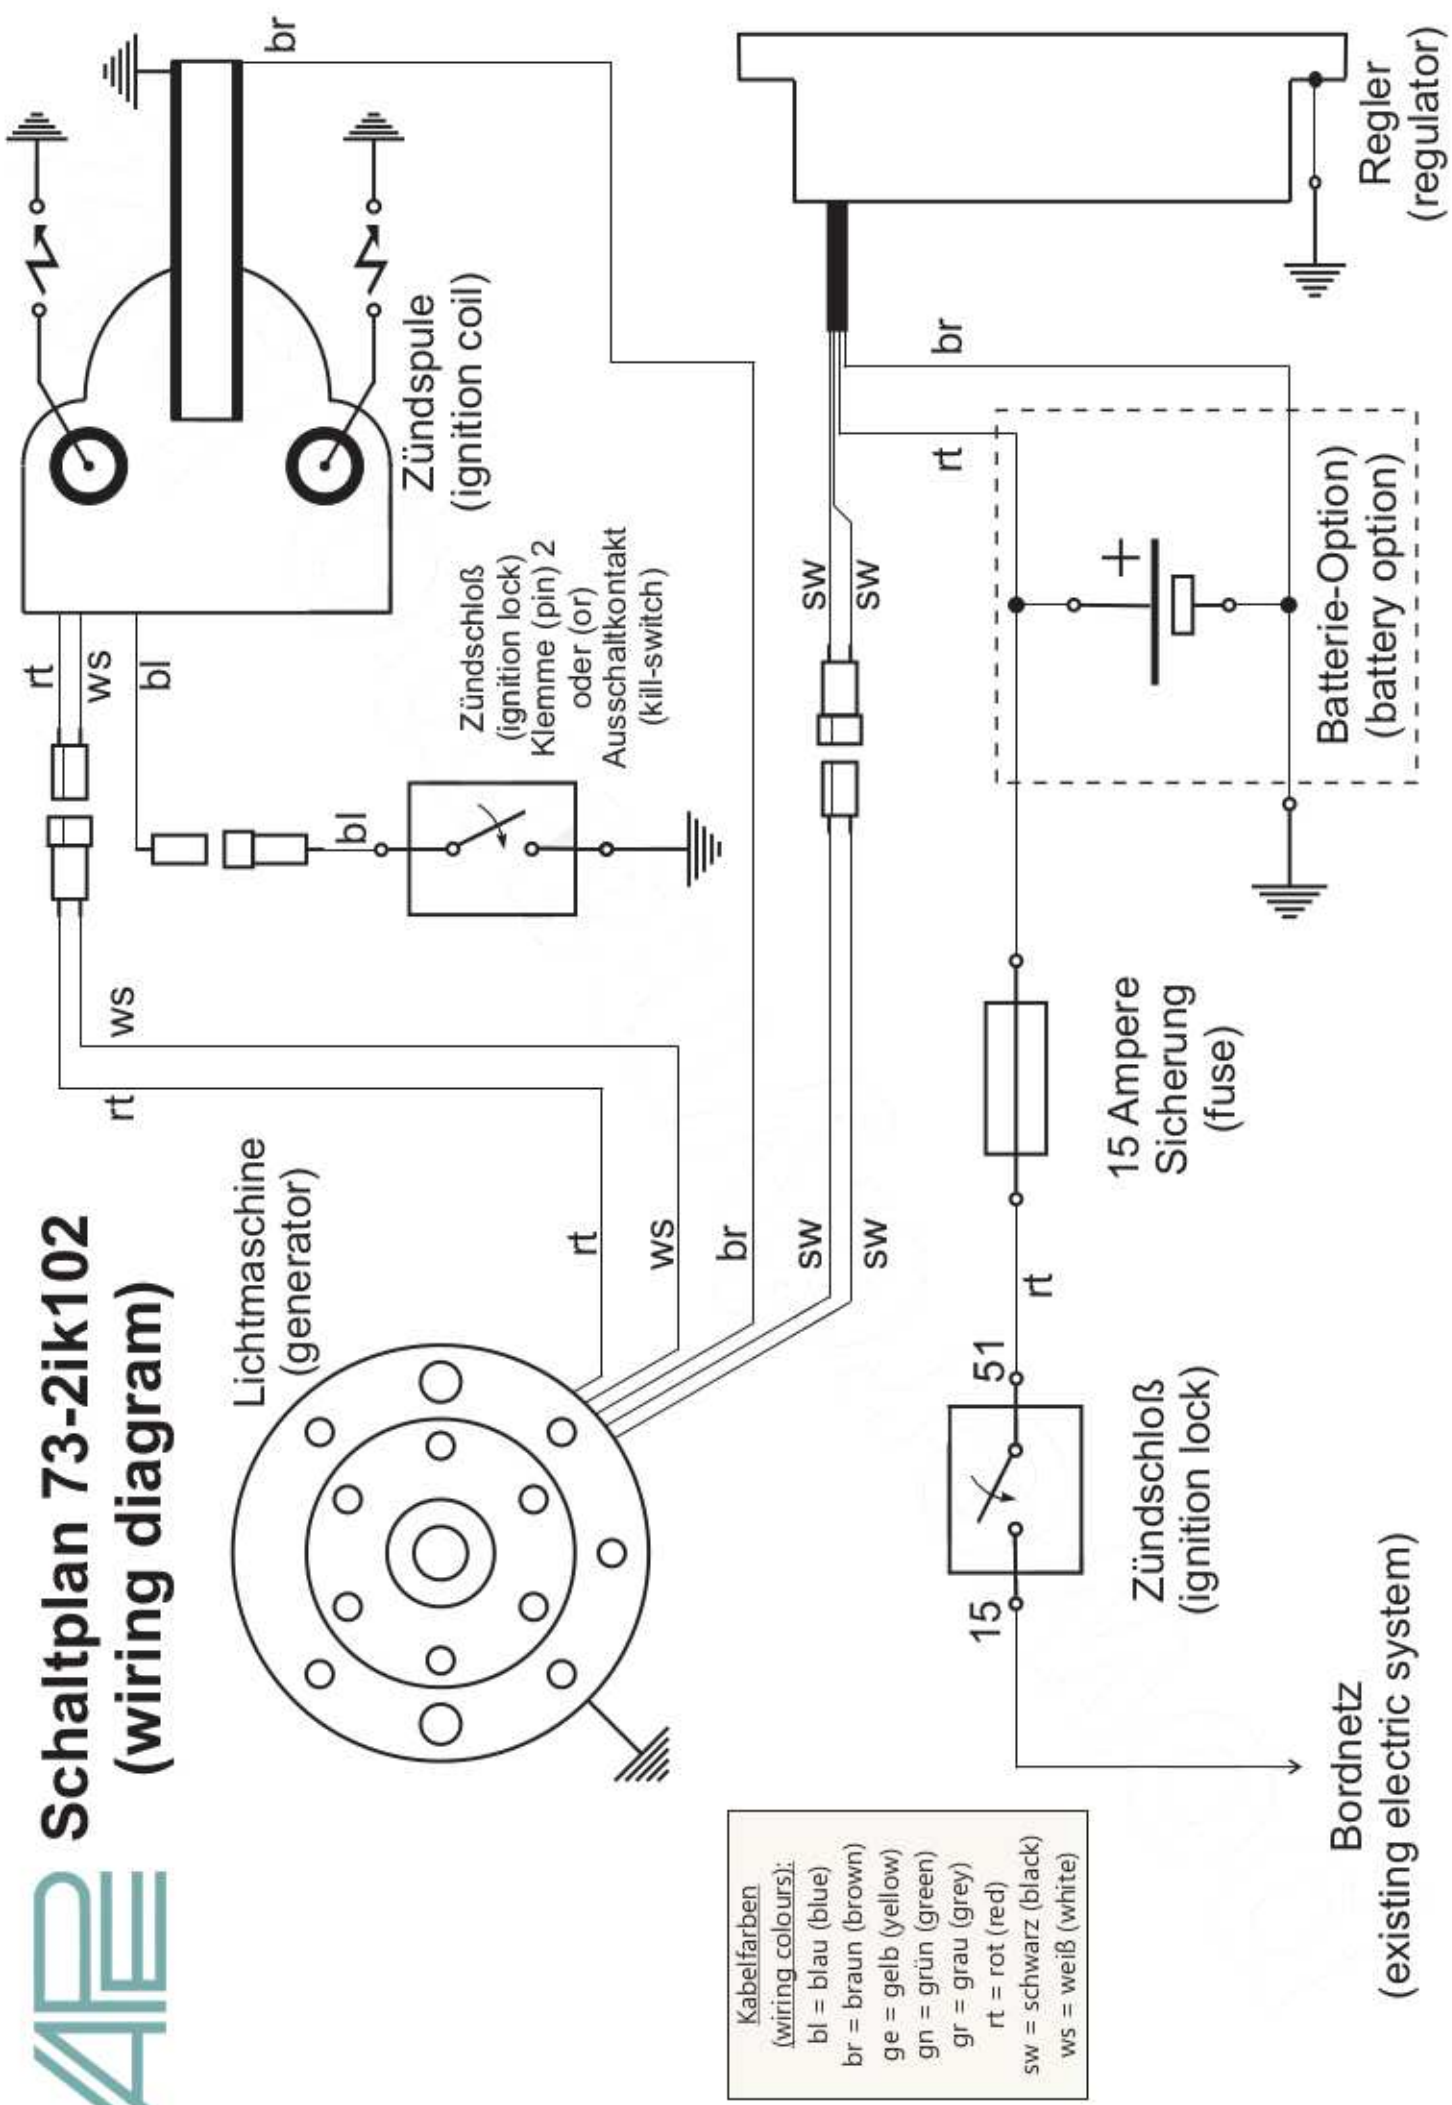 APE
Schaltplan 73-2ik102
(wiring diagram)
Lichtmaschine
(generator)
rt
ws
br
sw
sw
rt
ws
rt
ws
bl
bl
br
Zündspule
(ignition coil)
Zündschloß
(ignition lock)
Klemme (pin) 2
oder (or)
Ausschaltkontakt
(kill-switch)
sw
sw
rt
br
Regler
(regulator)
+
Batterie-Option)
(battery option)
15 Ampere
Sicherung
(fuse)
rt
51
15
Zündschloß
(ignition lock)
Bordnetz
(existing electric system)
Kabelfarben
(wiring colours):
bl = blau (blue)
br = braun (brown)
ge = gelb (yellow)
gn = grün (green)
gr = grau (grey)
rt = rot (red)
sw = schwarz (black)
ws = weiß (white)